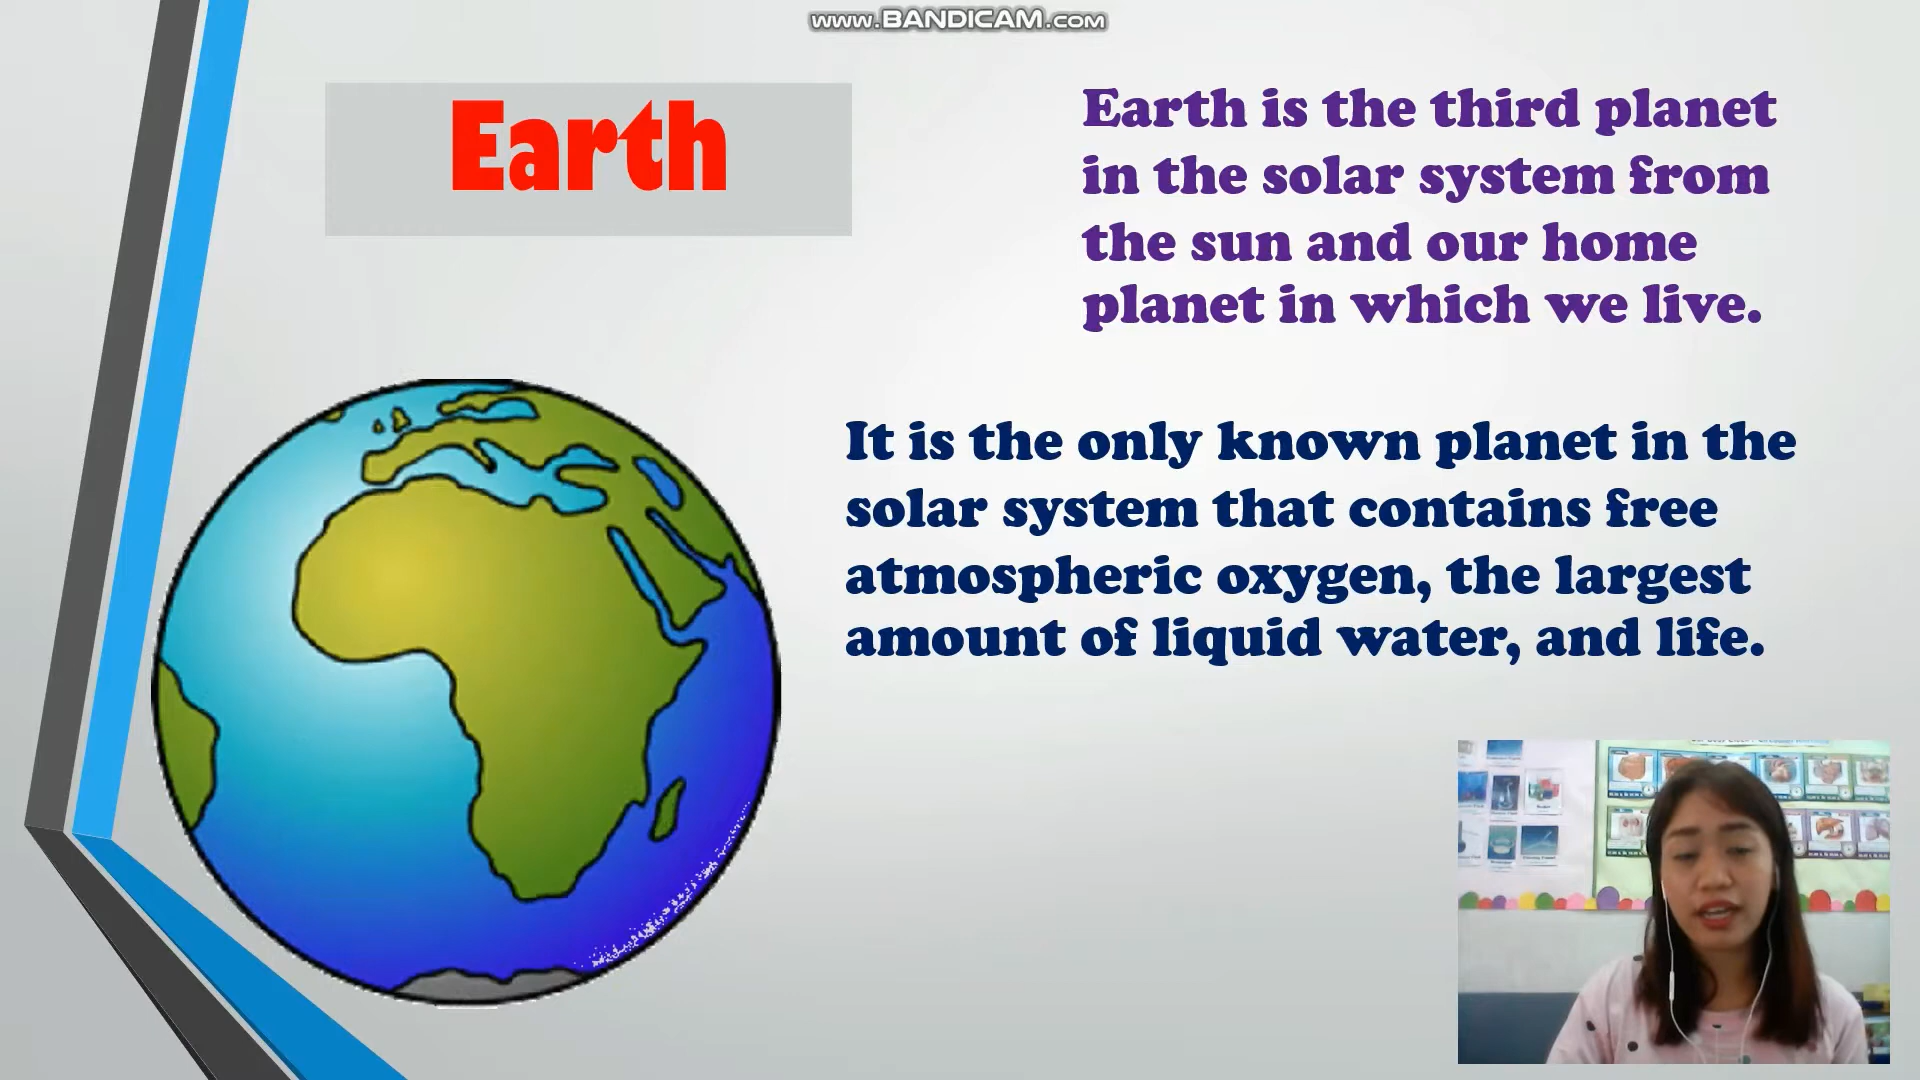 www.BANDICAM.com
Earth
Earth is the third planet
in the solar system from
the sun and our home
planet in which we live.
It is the only known planet in the
solar system that contains free
atmospheric oxygen, the largest
amount of liquid water, and life.